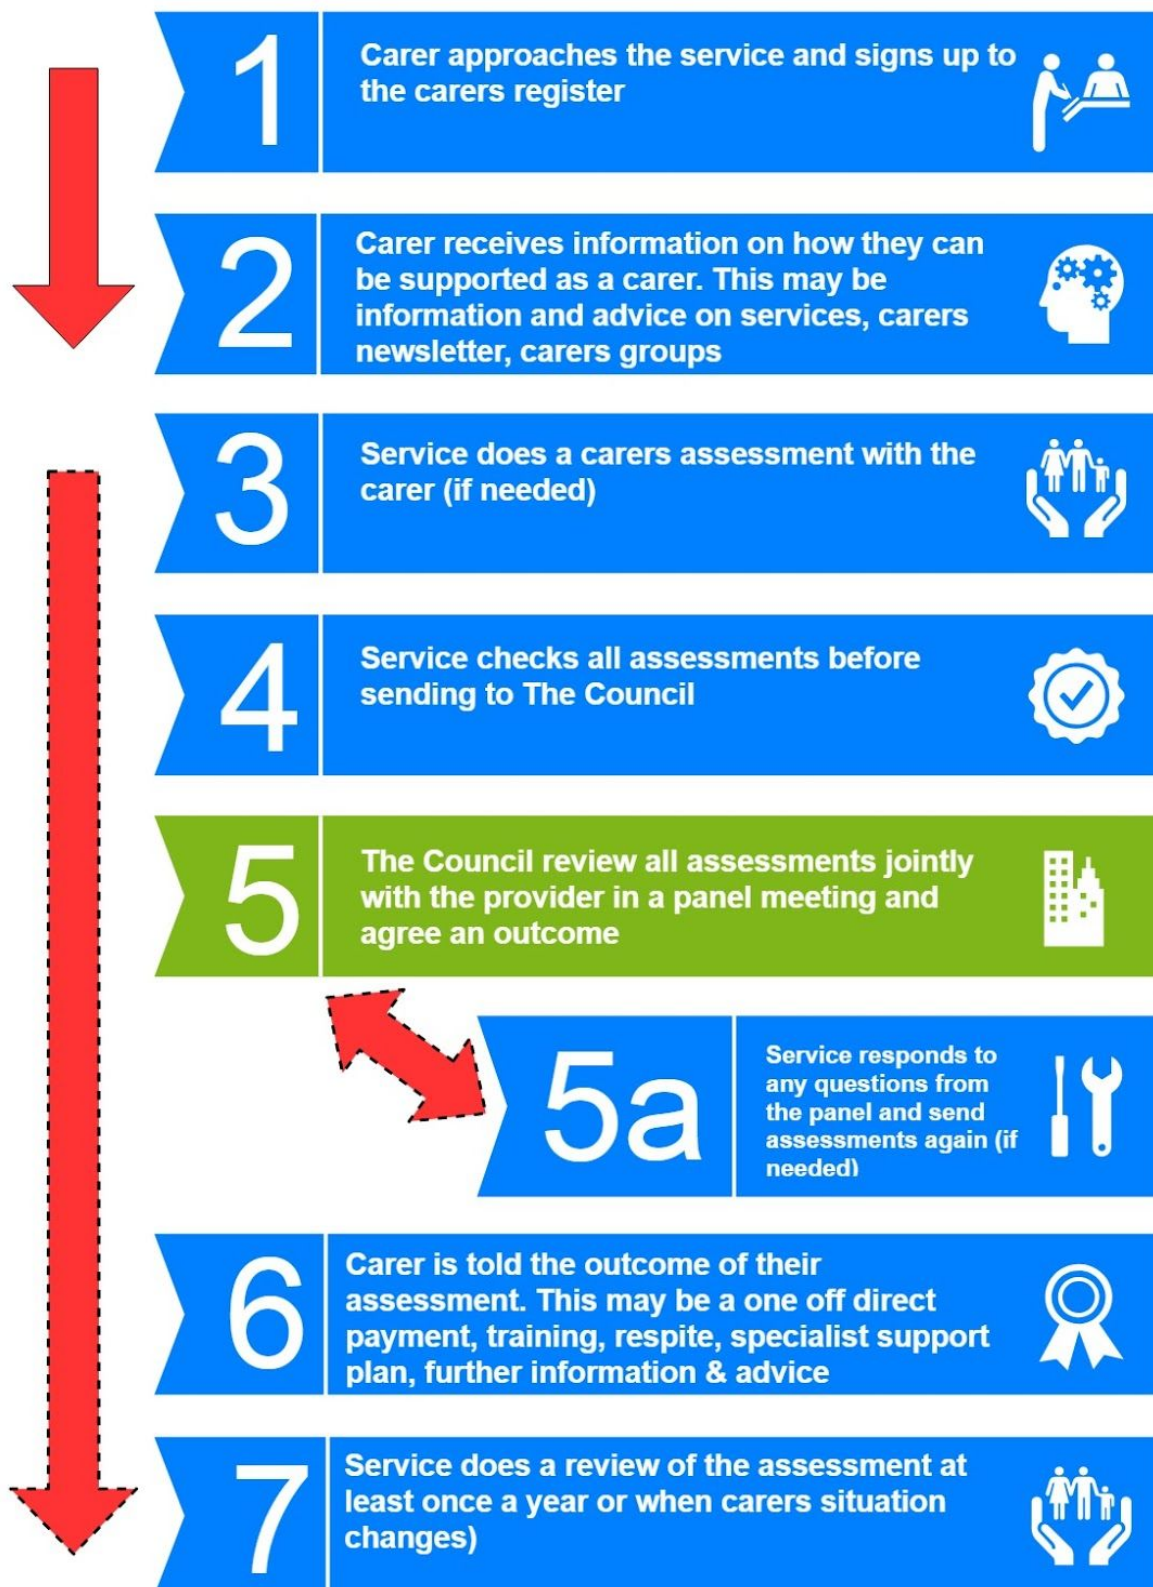 1
Carer approaches the service and signs up to
the carers register
2
Carer receives information on how they can
be supported as a carer. This may be
information and advice on services, carers
newsletter, carers groups
3
Service does a carers assessment with the
carer (if needed)
4
Service checks all assessments before
sending to The Council
5
The Council review all assessments jointly
with the provider in a panel meeting and
agree an outcome
5a
Service responds to
any questions from
the panel and send
assessments again (if
needed)
6
Carer is told the outcome of their
assessment. This may be a one off direct
payment, training, respite, specialist support
plan, further information & advice
7
Service does a review of the assessment at
least once a year or when carers situation
changes)